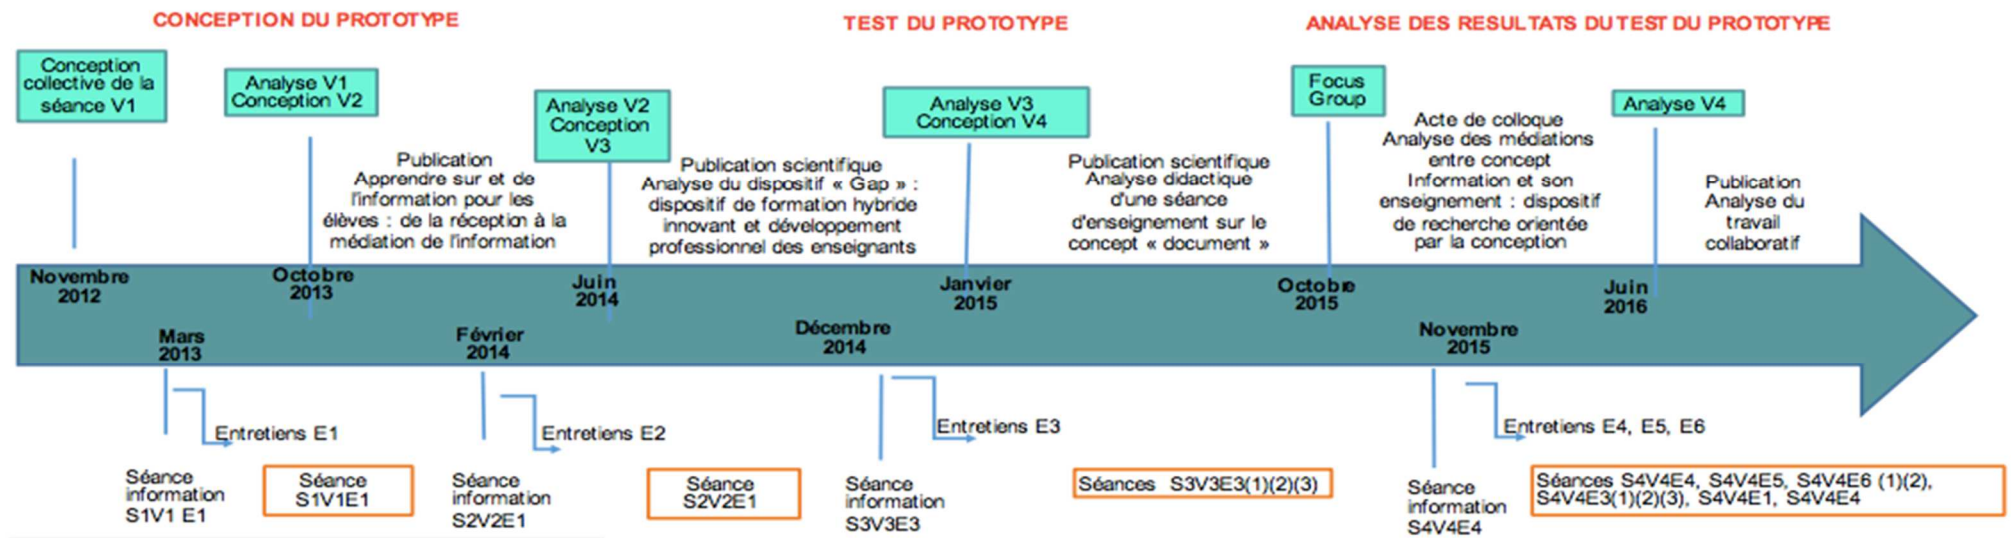 CONCEPTION DU PROTOTYPE
TEST DU PROTOTYPE
ANALYSE DES RESULTATS DU TEST DU PROTOTYPE
Conception
collective de la
séance V1
Analyse V1
Conception V2
Analyse V2
Conception
V3
Analyse V3
Conception V4
Focus
Group
Analyse V4
Publication
Apprendre sur et de
l'information pour les
élèves : de la réception à la
médiation de l'information
Publication scientifique
Analyse du dispositif « Gap » :
dispositif de formation hybride
innovant et développement
professionnel des enseignants
Publication scientifique
Analyse didactique
d'une séance
d'enseignement sur le
concept « document »
Acte de colloque
Analyse des médiations
entre concept
Information et son
enseignement : dispositif
de recherche orientée
par la conception
Publication
Analyse du
travail
collaboratif
Novembre
2012
Octobre
2013
Juin
2014
Janvier
2015
Octobre
2015
Juin
2016
Mars
2013
Février
2014
Décembre
2014
Novembre
2015
Entretiens E1
Entretiens E2
Entretiens E3
Entretiens E4, E5, E6
Séance
information
S1V1 E1
Séance
S1V1E1
Séance
information
S2V2E1
Séance
S2V2E1
Séance
information
S3V3E3
Séances S3V3E3(1)(2)(3)
Séance
information
S4V4E4
Séances S4V4E4, S4V4E5, S4V4E6 (1)(2),
S4V4E3(1)(2)(3), S4V4E1, S4V4E4